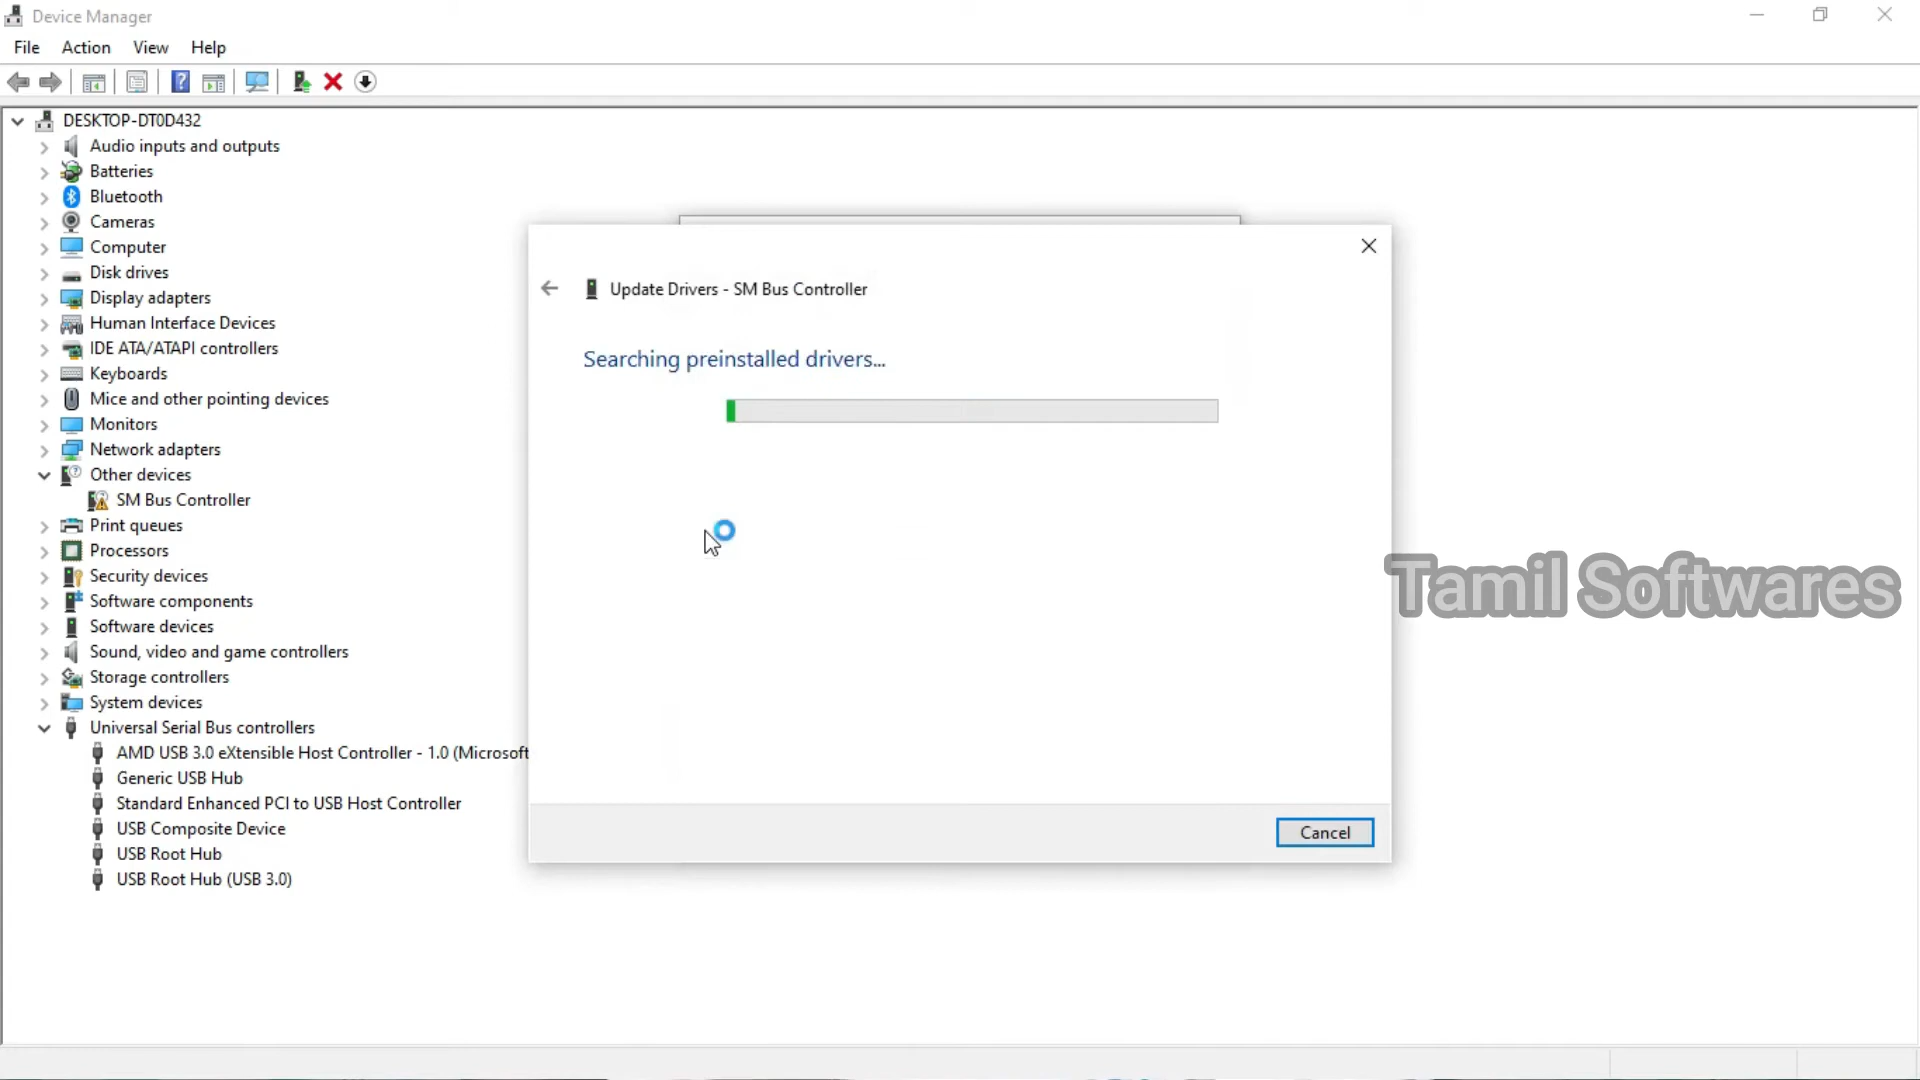 Device Manager
File Action View Help
DESKTOP-DT0D432
Audio inputs and outputs
Batteries
Bluetooth
Cameras
Computer
Disk drives
Display adapters
Human Interface Devices
IDE ATA/ATAPI controllers
Keyboards
Mice and other pointing devices
Monitors
Network adapters
Other devices
SM Bus Controller
Print queues
Processors
Security devices
Software components
Software devices
Sound, video and game controllers
Storage controllers
System devices
Universal Serial Bus controllers
AMD USB 3.0 eXtensible Host Controller - 1.0 (Microsoft
Generic USB Hub
Standard Enhanced PCI to USB Host Controller
USB Composite Device
USB Root Hub
USB Root Hub (USB 3.0)
Update Drivers - SM Bus Controller
Searching preinstalled drivers...
Cancel
Tamil Softwares